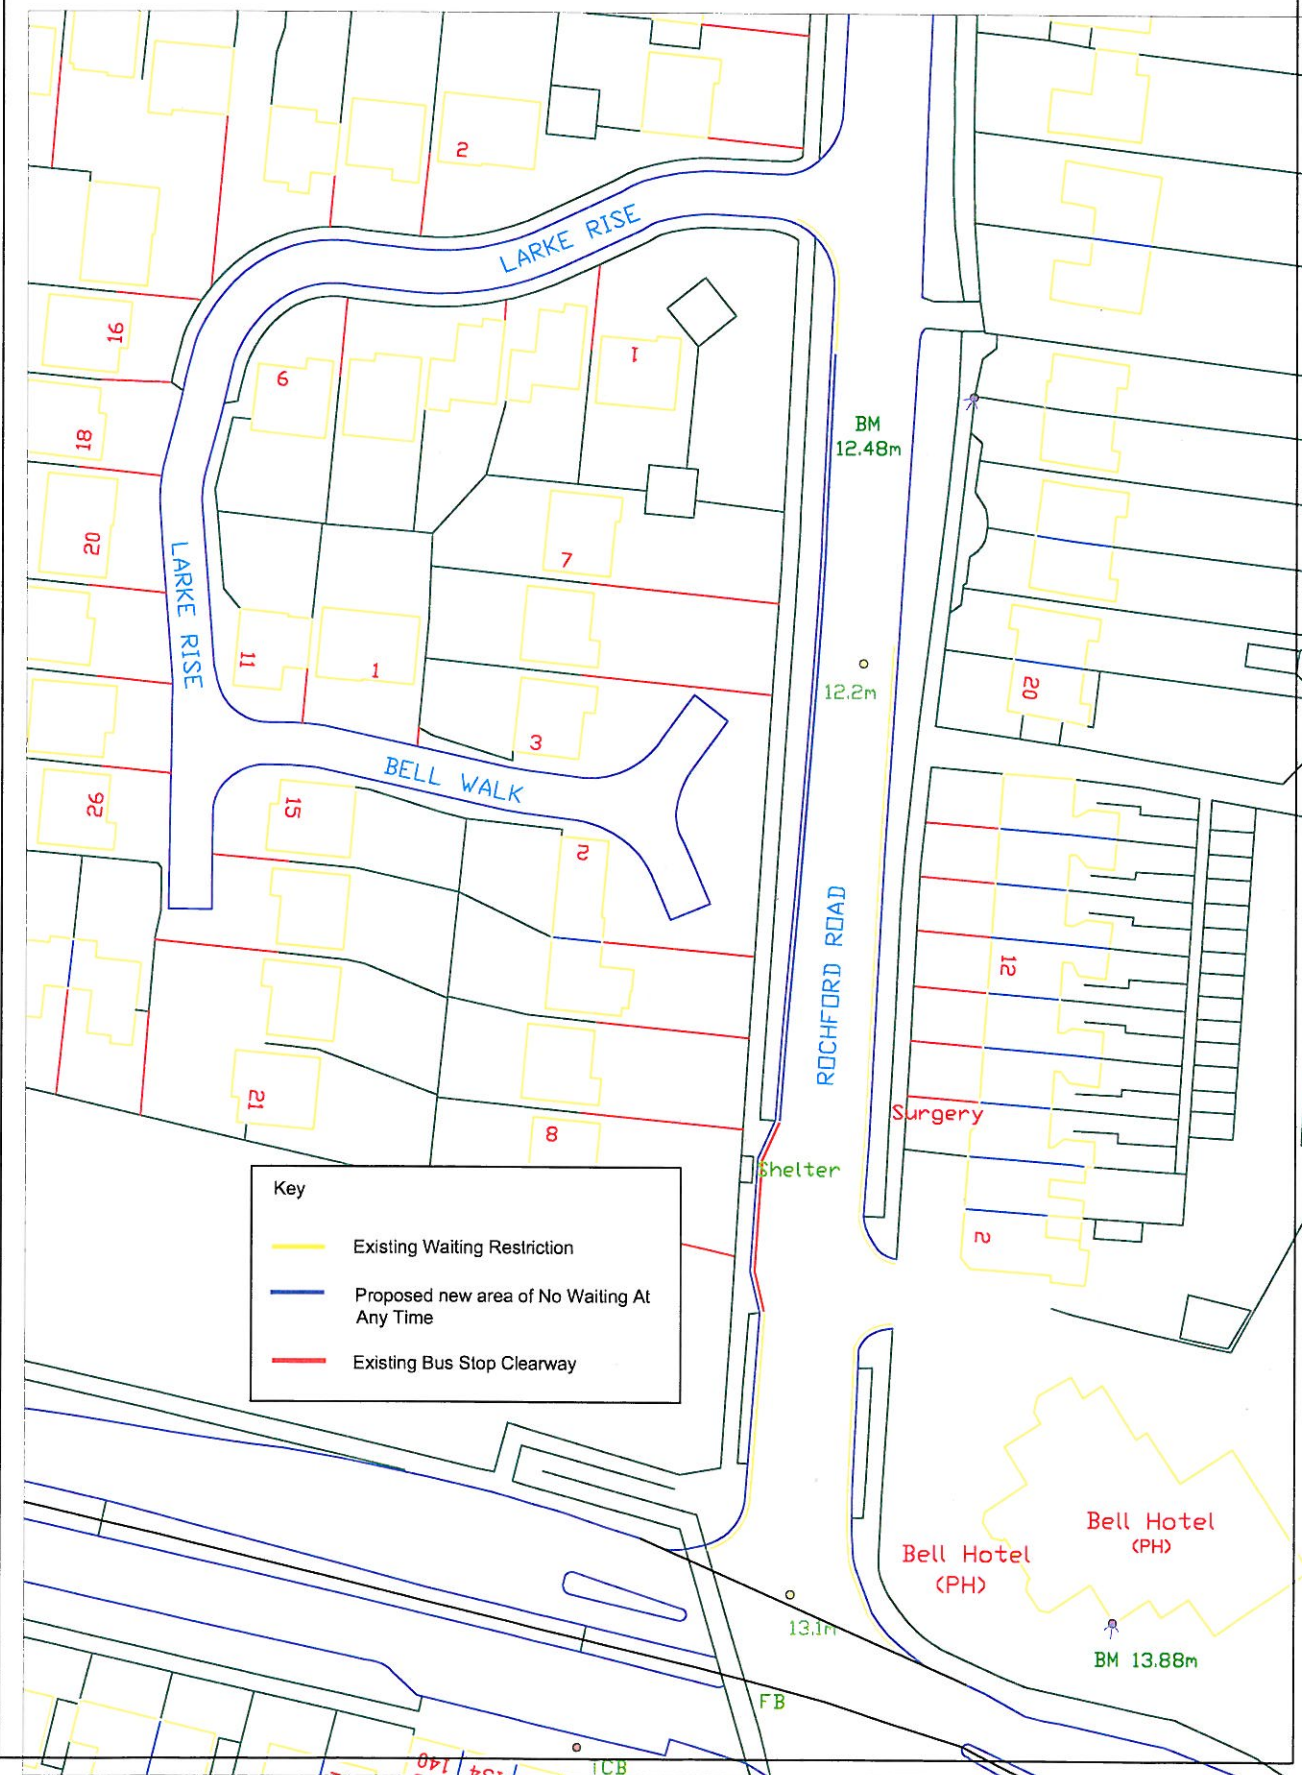 2
LARKE RISE
16
1
6
BM
12.48m
18
20
7
LARKE RISE
11
1
12.2m
20
3
BELL WALK
26
15
2
ROCHFORD ROAD
12
21
8
Surgery
Shelter
2
Key
Existing Waiting Restriction
Proposed new area of No Waiting At
Any Time
Existing Bus Stop Clearway
Bell Hotel
(PH)
Bell Hotel
(PH)
13.1m
BM 13.88m
FB
140
TCB